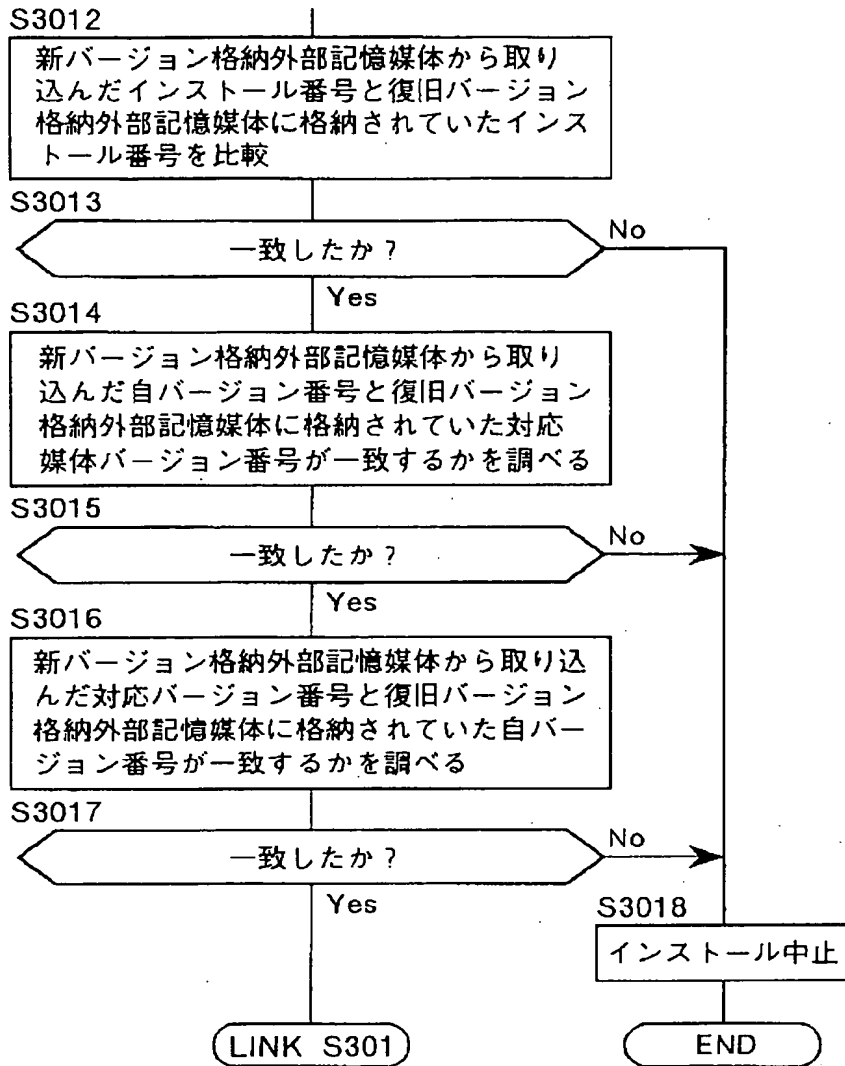 S3012
新バージョン格納外部記憶媒体から取り
込んだインストール番号と復旧バージョン
格納外部記憶媒体に格納されていたインス
トール番号を比較
S3013
一致したか?
No
Yes
S3014
新バージョン格納外部記憶媒体から取り
込んだ自バージョン番号と復旧バージョン
格納外部記憶媒体に格納されていた対応
媒体バージョン番号が一致するかを調べる
S3015
一致したか?
No
Yes
S3016
新バージョン格納外部記憶媒体から取り込
んだ対応バージョン番号と復旧バージョン
格納外部記憶媒体に格納されていた自バー
ジョン番号が一致するかを調べる
S3017
一致したか?
No
Yes
S3018
インストール中止
LINK S301
END